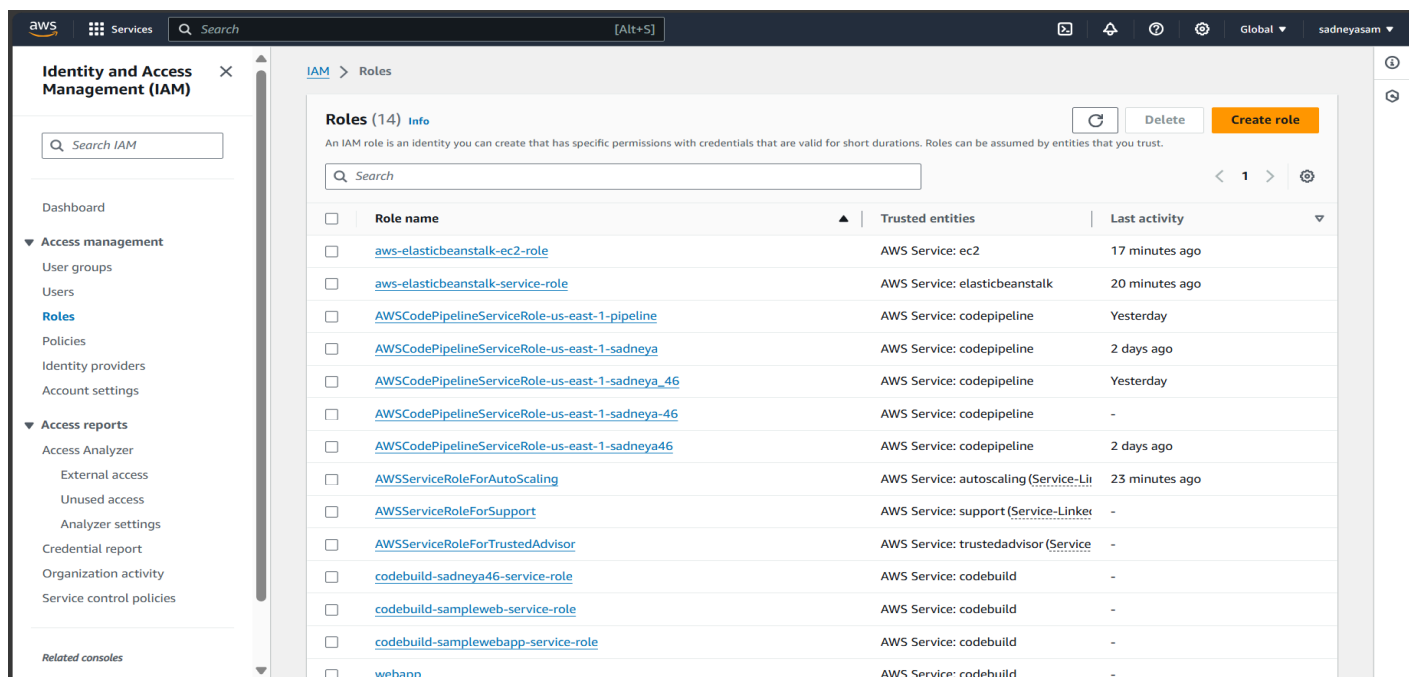 aws Services Search [Alt+S] Global ▼ sadneyasam ▼
Identity and Access
Management (IAM)
Search IAM
Dashboard
Access management
User groups
Users
Roles
Policies
Identity providers
Account settings
Access reports
Access Analyzer
External access
Unused access
Analyzer settings
Credential report
Organization activity
Service control policies
Related consoles
IAM > Roles
Roles (14) Info
Delete
Create role
An IAM role is an identity you can create that has specific permissions with credentials that are valid for short durations. Roles can be assumed by entities that you trust.
Search
< 1 >
Role name Trusted entities Last activity
aws-elasticbeanstalk-ec2-role AWS Service: ec2 17 minutes ago
aws-elasticbeanstalk-service-role AWS Service: elasticbeanstalk 20 minutes ago
AWSCodePipelineServiceRole-us-east-1-pipeline AWS Service: codepipeline Yesterday
AWSCodePipelineServiceRole-us-east-1-sadneya AWS Service: codepipeline 2 days ago
AWSCodePipelineServiceRole-us-east-1-sadneya_46 AWS Service: codepipeline Yesterday
AWSCodePipelineServiceRole-us-east-1-sadneya-46 AWS Service: codepipeline -
AWSCodePipelineServiceRole-us-east-1-sadneya46 AWS Service: codepipeline 2 days ago
AWSServiceRoleForAutoScaling AWS Service: autoscaling (Service-Li 23 minutes ago
AWSServiceRoleForSupport AWS Service: support (Service-Linke -
AWSServiceRoleForTrustedAdvisor AWS Service: trustedadvisor (Service -
codebuild-sadneya46-service-role AWS Service: codebuild -
codebuild-sampleweb-service-role AWS Service: codebuild -
codebuild-samplewebapp-service-role AWS Service: codebuild -
webapp AWS Service: codebuild -